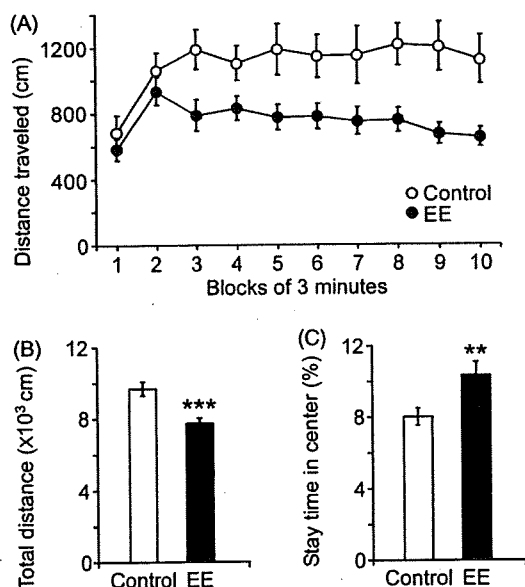 (A)
Distance traveled (cm)
1200
800
400
0
Control
EE
1 2 3 4 5 6 7 8 9 10
Blocks of 3 minutes
(B)
Total distance (x10³ cm)
12
8
4
0
***
Control EE
(C)
Stay time in center (%)
12
8
4
0
**
Control EE